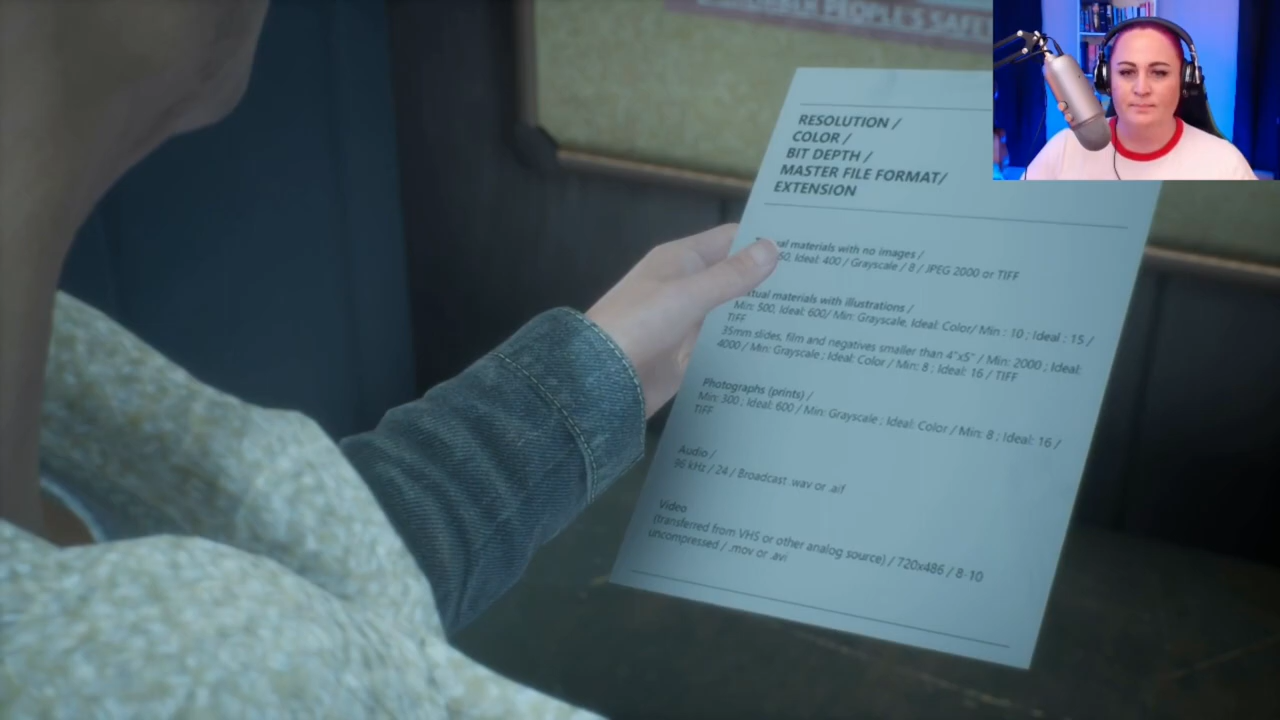 PEOPLE'S SAFET
RESOLUTION /
COLOR /
BIT DEPTH /
MASTER FILE FORMAT/
EXTENSION
materials with no images /
Ideal: 400 / Grayscale / 8 / JPEG 2000 or TIFF
materials with illustrations /
Min: 500, Ideal: 600/ Min: Grayscale, Ideal: Color/ Min : 10 ; Ideal : 15 /
TIFF
35mm slides, film and negatives smaller than 4"x5" / Min: 2000 ; Ideal:
4000 / Min: Grayscale ; Ideal: Color / Min: 8 ; Ideal: 16 / TIFF
Photographs (prints) /
Min: 300 ; Ideal: 600 / Min: Grayscale ; Ideal: Color / Min: 8 ; Ideal: 16 /
TIFF
Audio /
96 kHz / 24 / Broadcast .wav or .aif
Video
(transferred from VHS or other analog source) / 720x486 / 8-10
uncompressed / .mov or .avi